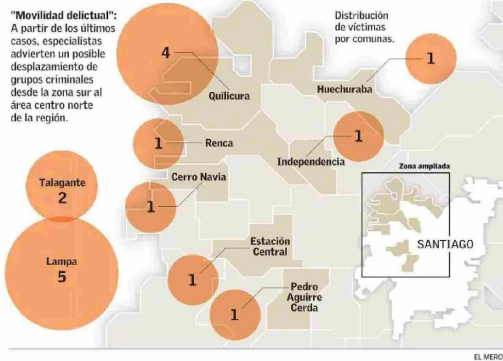 "Movilidad delictual":
A partir de los últimos
casos, especialistas
advierten un posible
desplazamiento de
grupos criminales
desde la zona sur al
área centro norte
de la región.
Distribución
de víctimas
por comunas.
4
Quilicura
1
Huechuraba
1
Renca
1
Independencia
Cerro Navia
1
Talagante
2
Lampa
5
Zona ampliada
SANTIAGO
Estación
Central
1
Pedro
Aguirre
Cerda
1
EL MERC